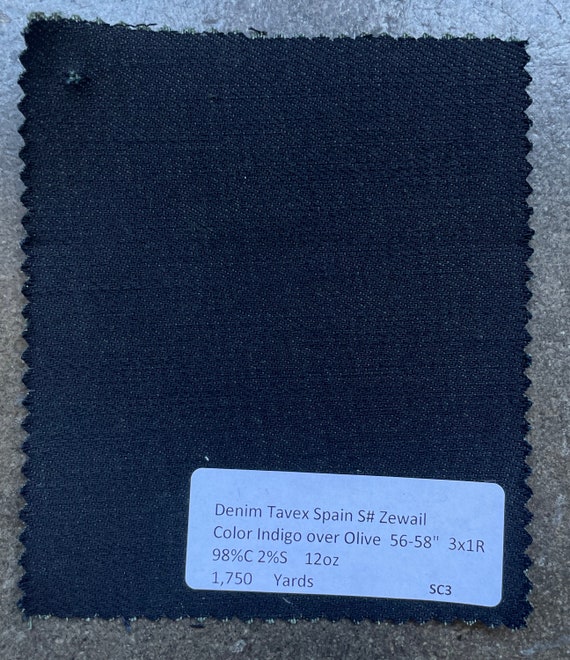 Denim Tavex Spain S# Zewail
Color Indigo over Olive 56-58" 3x1R
98%C 2%S 12oz
1,750 Yards SC3